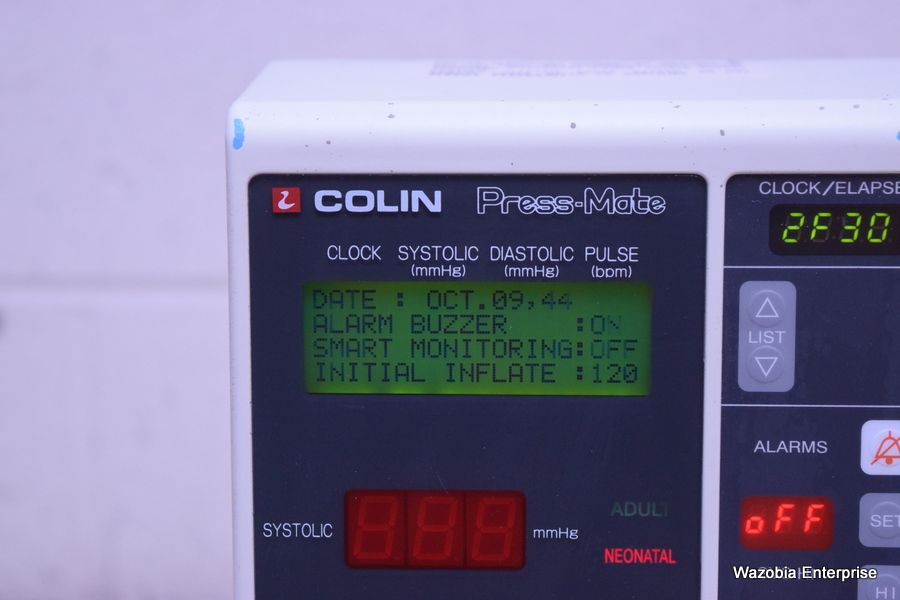 COLIN Press-Mate
CLOCK SYSTOLIC DIASTOLIC PULSE
(mmHg) (mmHg) (bpm)
DATE : OCT.09,44
ALARM BUZZER :ON
SMART MONITORING:OFF
INITIAL INFLATE :120
SYSTOLIC mmHg
ADULT
NEONATAL
CLOCK/ELAPSE
2F30
LIST
ALARMS
oFF
SET
HI
Wazobia Enterprise